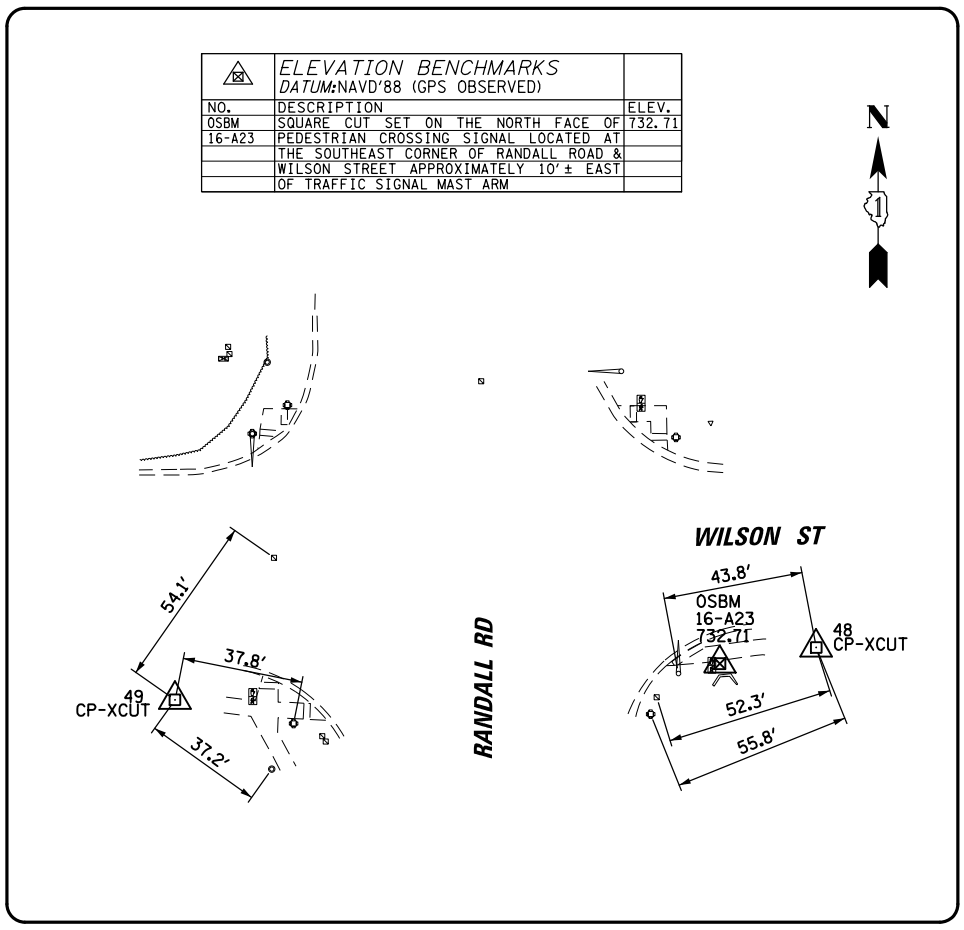 ELEVATION BENCHMARKS
DATUM:NAVD'88 (GPS OBSERVED)
NO. DESCRIPTION ELEV.
OSBM SQUARE CUT SET ON THE NORTH FACE OF 732.71
16-A23 PEDESTRIAN CROSSING SIGNAL LOCATED AT
THE SOUTHEAST CORNER OF RANDALL ROAD &
WILSON STREET APPROXIMATELY 10'± EAST
OF TRAFFIC SIGNAL MAST ARM
N
1
WILSON ST
54.1'
43.8'
OSBM
16-A23
732.71
48
CP-XCUT
37.8'
RANDALL RD
49
CP-XCUT
37.2'
52.3'
55.8'